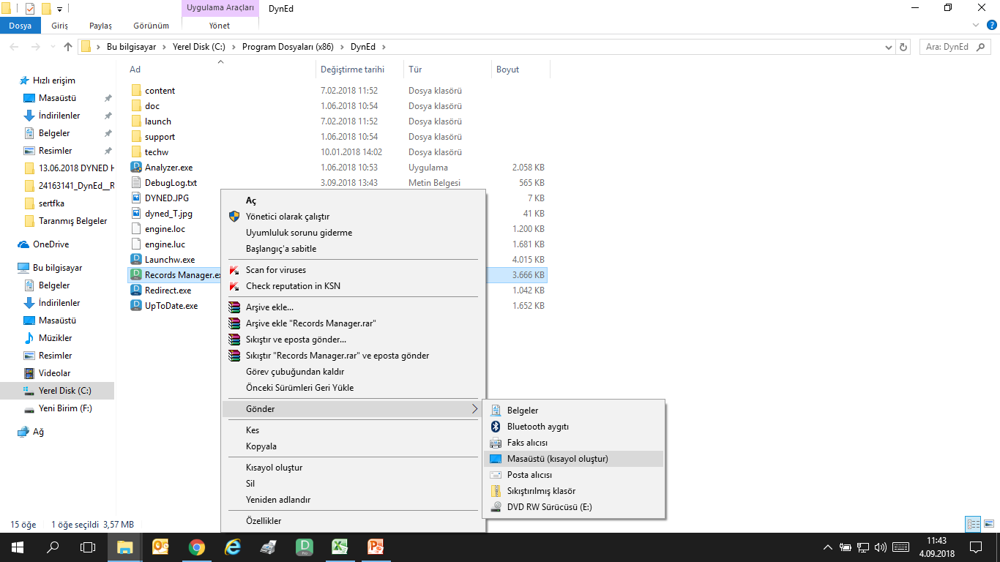 Uygulama Araçları
DynEd
Dosya
Giriş
Paylaş
Görünüm
Yönet
Bu bilgisayar > Yerel Disk (C:) > Program Dosyaları (x86) > DynEd >
Ara: DynEd
Ad
Değiştirme tarihi
Tür
Boyut
Hızlı erişim
Masaüstü
İndirilenler
Belgeler
Resimler
13.06.2018 DYNED H
24163141_DynEd__R
sertfka
Taranmış Belgeler
OneDrive
Bu bilgisayar
Belgeler
İndirilenler
Masaüstü
Müzikler
Resimler
Videolar
Yerel Disk (C:)
Yeni Birim (F:)
Ağ
content 7.02.2018 11:52 Dosya klasörü
doc 1.06.2018 10:54 Dosya klasörü
launch 7.02.2018 11:52 Dosya klasörü
support 1.06.2018 10:54 Dosya klasörü
techw 10.01.2018 14:02 Dosya klasörü
Analyzer.exe 1.06.2018 10:53 Uygulama 2.058 KB
DebugLog.txt 3.09.2018 13:43 Metin Belgesi 565 KB
DYNED.JPG 7 KB
dyned_T.jpg 41 KB
engine.loc 1.200 KB
engine.luc 1.681 KB
Launchw.exe 4.015 KB
Records Manager.ex 3.666 KB
Redirect.exe 1.042 KB
UpToDate.exe 1.652 KB
Aç
Yönetici olarak çalıştır
Uyumluluk sorunu giderme
Başlangıç'a sabitle
Scan for viruses
Check reputation in KSN
Arşive ekle...
Arşive ekle "Records Manager.rar"
Sıkıştır ve eposta gönder...
Sıkıştır "Records Manager.rar" ve eposta gönder
Görev çubuğundan kaldır
Önceki Sürümleri Geri Yükle
Gönder
Kes
Kopyala
Kısayol oluştur
Sil
Yeniden adlandır
Özellikler
Belgeler
Bluetooth aygıtı
Faks alıcısı
Masaüstü (kısayol oluştur)
Posta alıcısı
Sıkıştırılmış klasör
DVD RW Sürücüsü (E:)
15 öğe 1 öğe seçildi 3,57 MB
11:43
4.09.2018